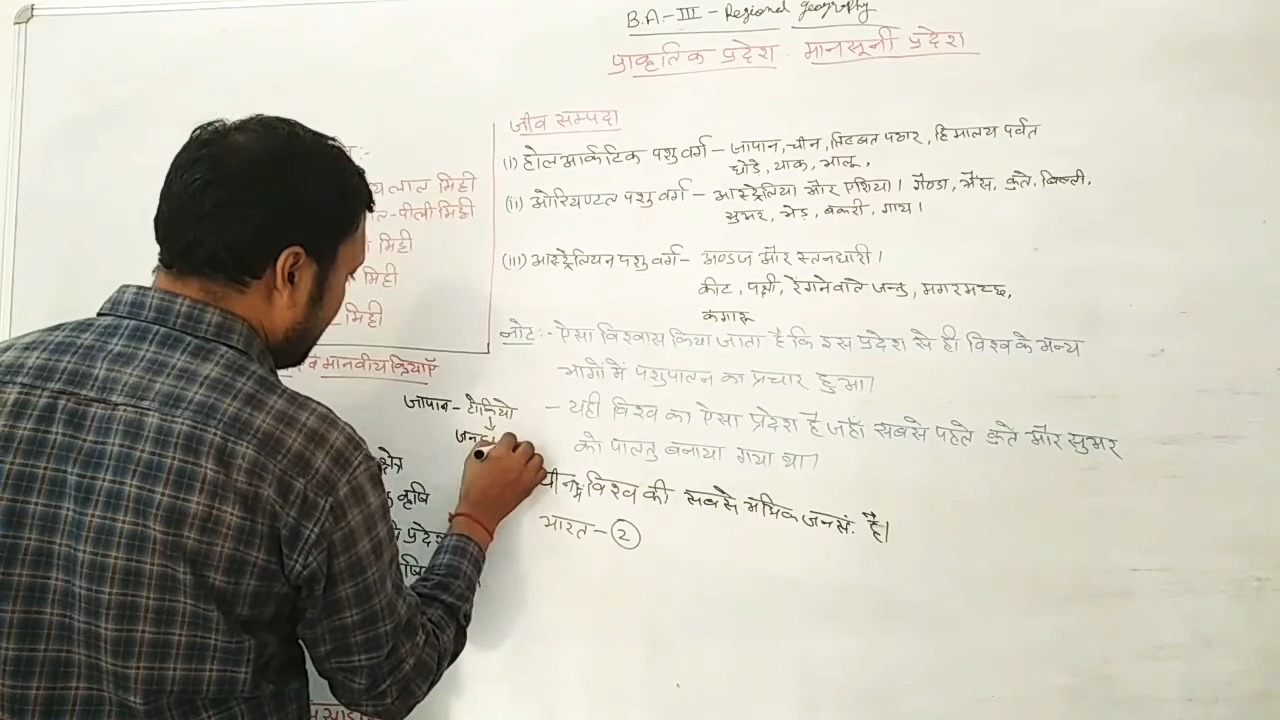 B.A-III - Regional Geography
प्राकृतिक प्रदेश - मानसूनी प्रदेश
जीव सम्पदा
(i) होलआर्कटिक पशु वर्ग - जापान, चीन, तिब्बत पठार, हिमालय पर्वत
घोड़े, याक, भालू,
(ii) ओरियण्टल पशु वर्ग - आस्ट्रेलिया और एशिया। गैण्डा, भैंस, कुत्ते, बिल्ली,
सुअर, भेड़, बकरी, गाय।
(iii) आस्ट्रेलियन पशु वर्ग - अण्डज और स्तनधारी।
कीट, पक्षी, रेंगनेवाले जन्तु, मगरमच्छ,
कंगारू
नोट:- ऐसा विश्वास किया जाता है कि इस प्रदेश से ही विश्व के अन्य
भागों में पशुपालन का प्रचार हुआ।
- यही विश्व का ऐसा प्रदेश है जहाँ सबसे पहले कुत्ते और सुअर
को पालतु बनाया गया था।
चीन में विश्व की सबसे अधिक जनसं. है।
भारत - 2
लाल मिट्टी
पीली मिट्टी
मिट्टी
मिट्टी
मिट्टी
मानवीय क्रियाएँ
जापान - टोकियो
↓
क्षेत्र
कृषि
प्रदेश